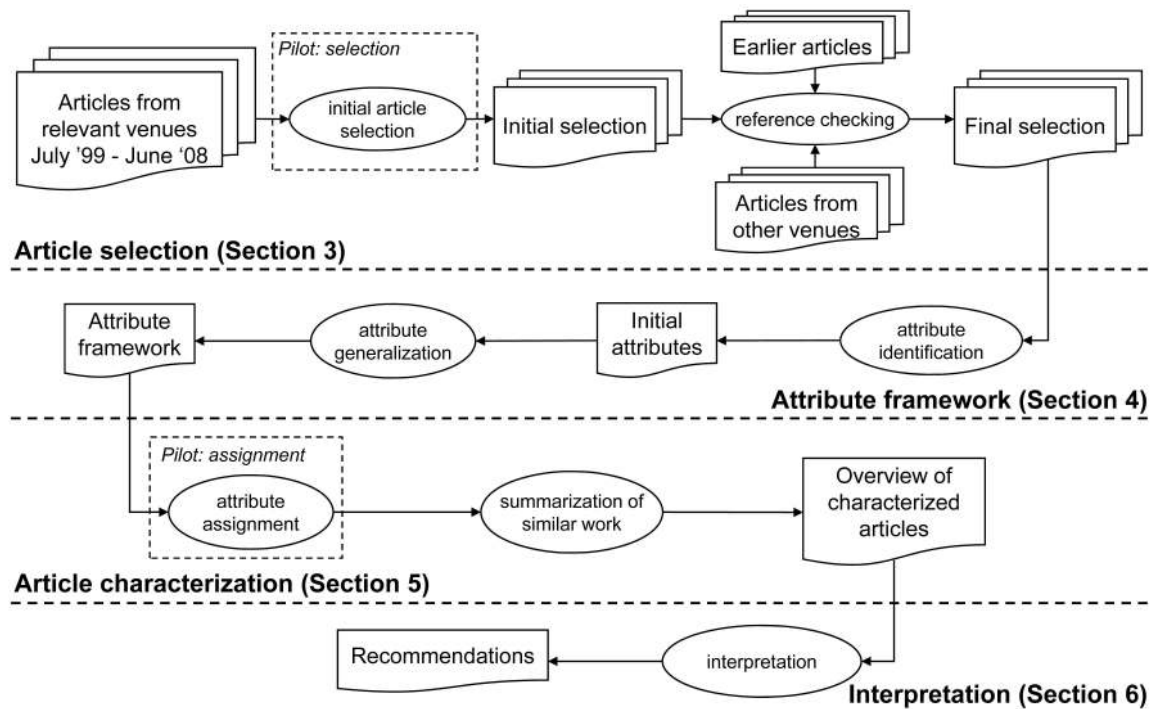 Pilot: selection
Earlier articles
Articles from
relevant venues
July '99 - June '08
initial article
selection
Initial selection
reference checking
Final selection
Articles from
other venues
Article selection (Section 3)
Attribute
framework
attribute
generalization
Initial
attributes
attribute
identification
Attribute framework (Section 4)
Pilot: assignment
attribute
assignment
summarization of
similar work
Overview of
characterized
articles
Article characterization (Section 5)
Recommendations
interpretation
Interpretation (Section 6)